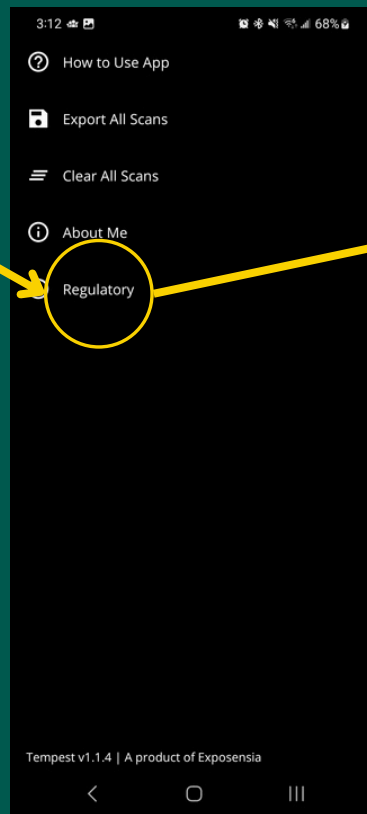 3:12 68%
How to Use App
Export All Scans
Clear All Scans
About Me
Regulatory
Tempest v1.1.4 | A product of Exposensia